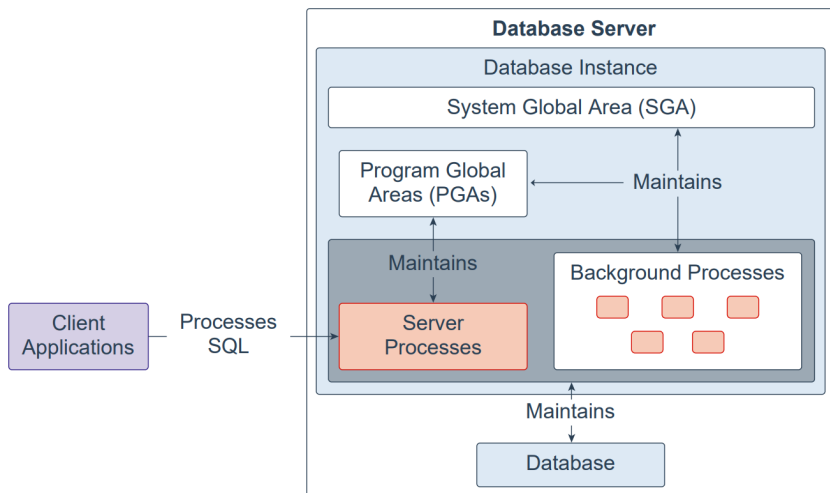 Database Server
Database Instance
System Global Area (SGA)
Program Global
Areas (PGAs)
Maintains
Maintains
Background Processes
Client
Applications
Processes
SQL
Server
Processes
Maintains
Database